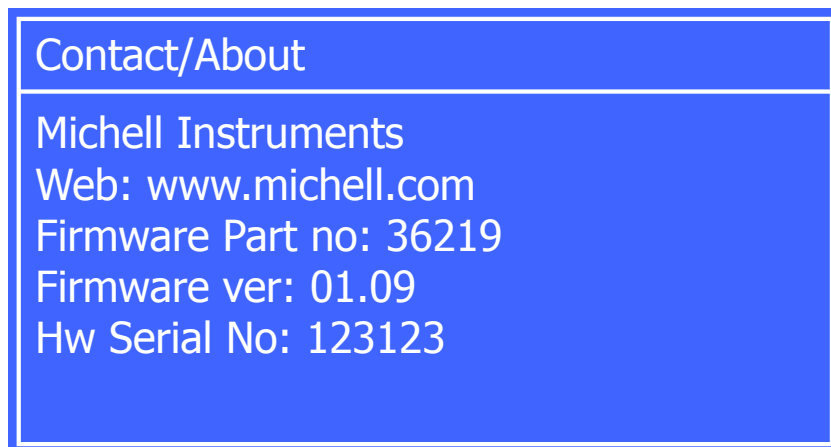 Contact/About
Michell Instruments
Web: www.michell.com
Firmware Part no: 36219
Firmware ver: 01.09
Hw Serial No: 123123